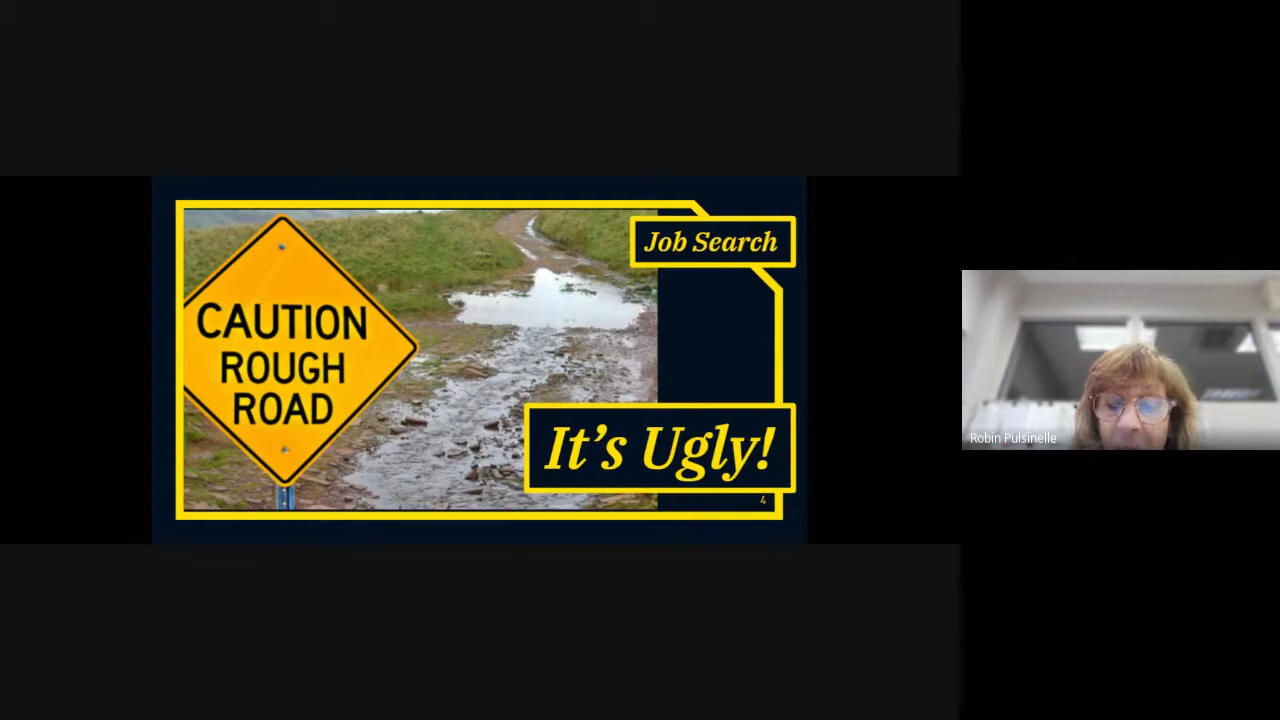 Job Search
CAUTION
ROUGH
ROAD
It's Ugly!
4
Robin Pulsinelle